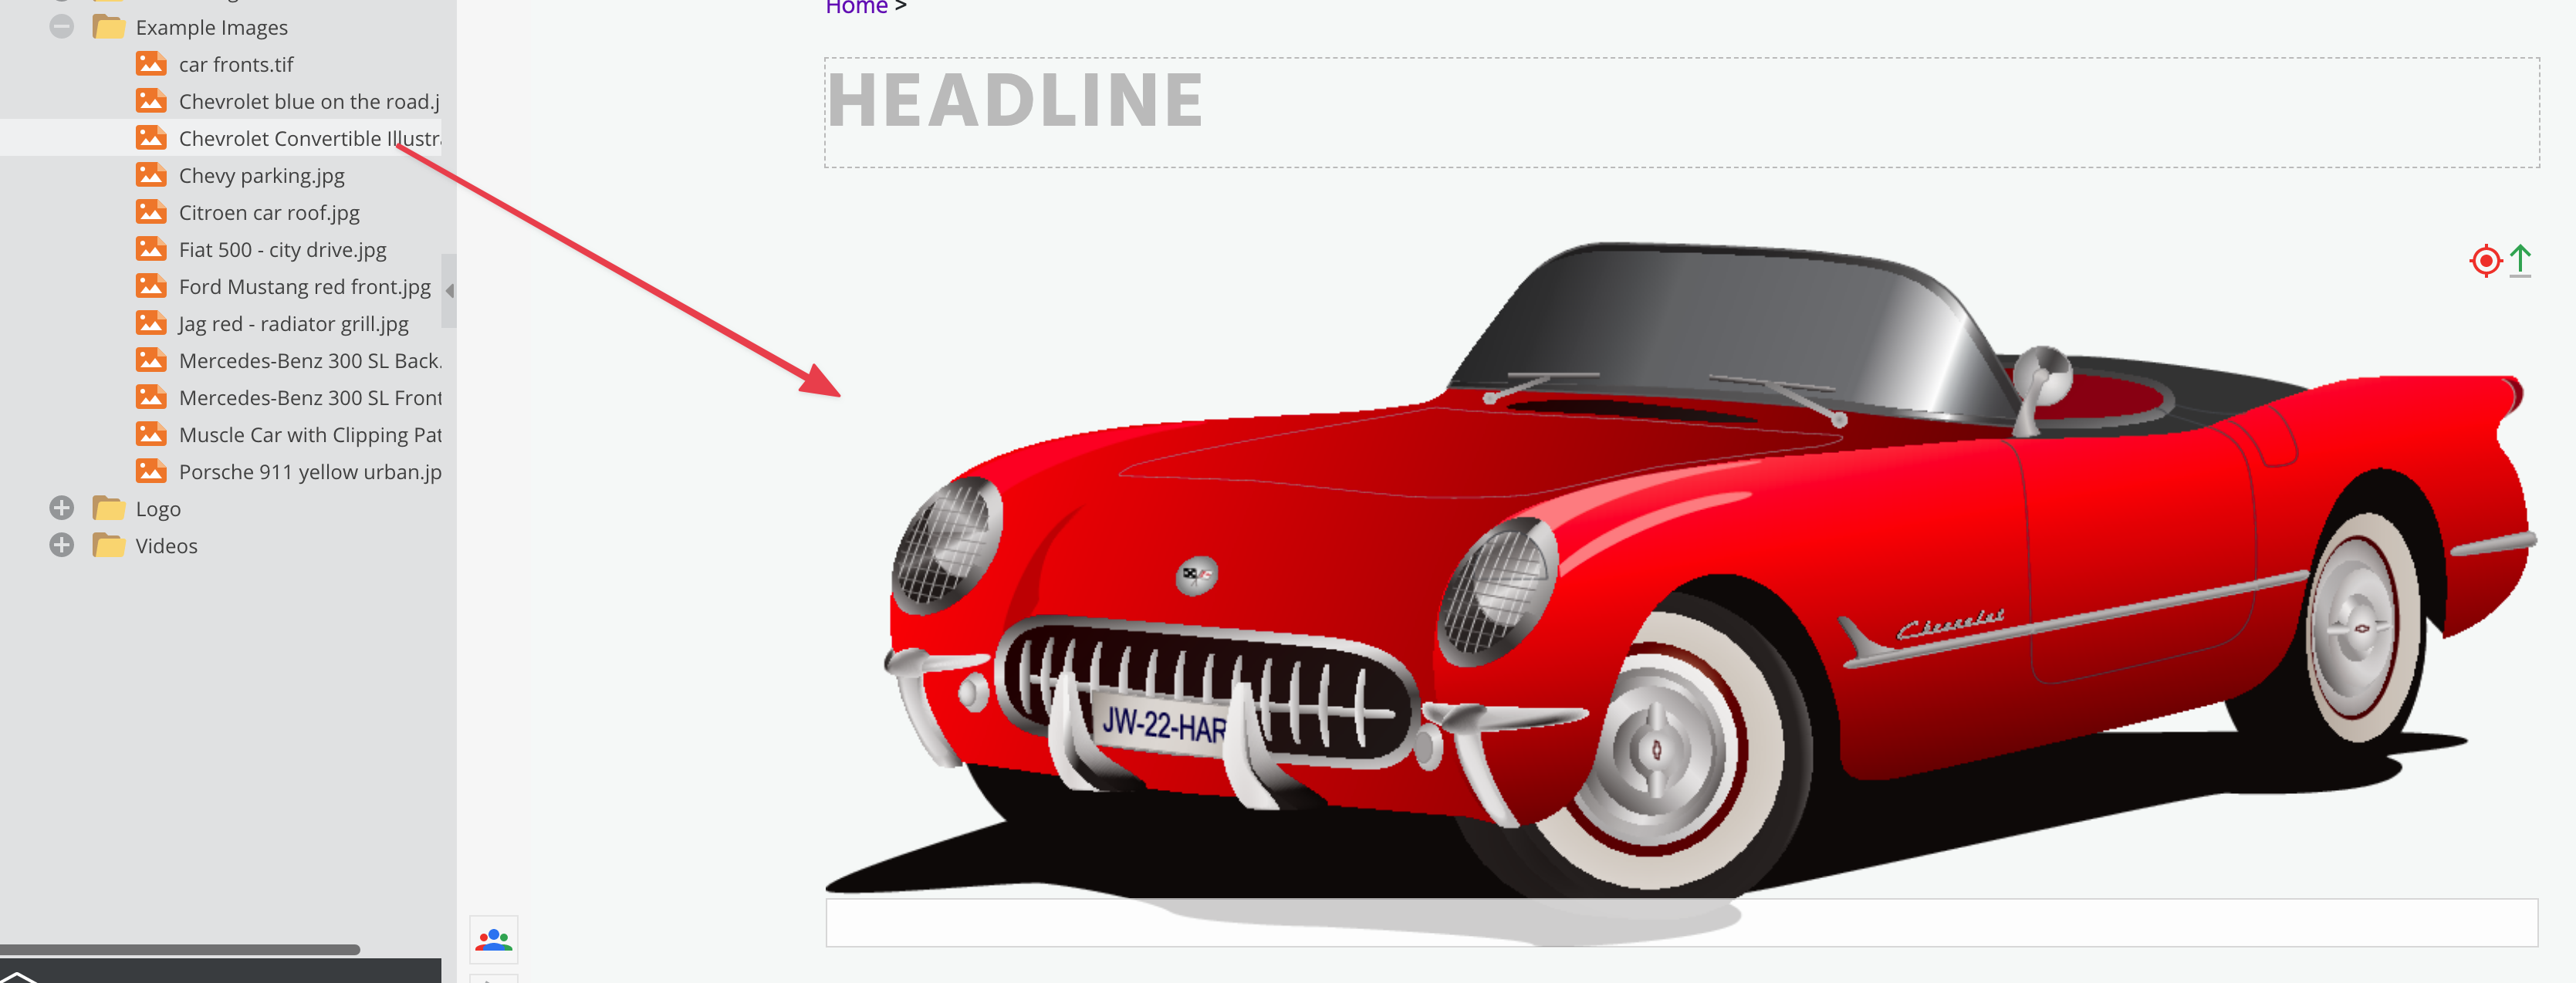 Home >
Example Images
HEADLINE
car fronts.tif
Chevrolet blue on the road.j
Chevrolet Convertible Illustr
Chevy parking.jpg
Citroen car roof.jpg
Fiat 500 - city drive.jpg
Ford Mustang red front.jpg
Jag red - radiator grill.jpg
Mercedes-Benz 300 SL Back.
Mercedes-Benz 300 SL Front
Muscle Car with Clipping Pat
Porsche 911 yellow urban.jp
Logo
Videos
Chevrolet
JW-22-HAR